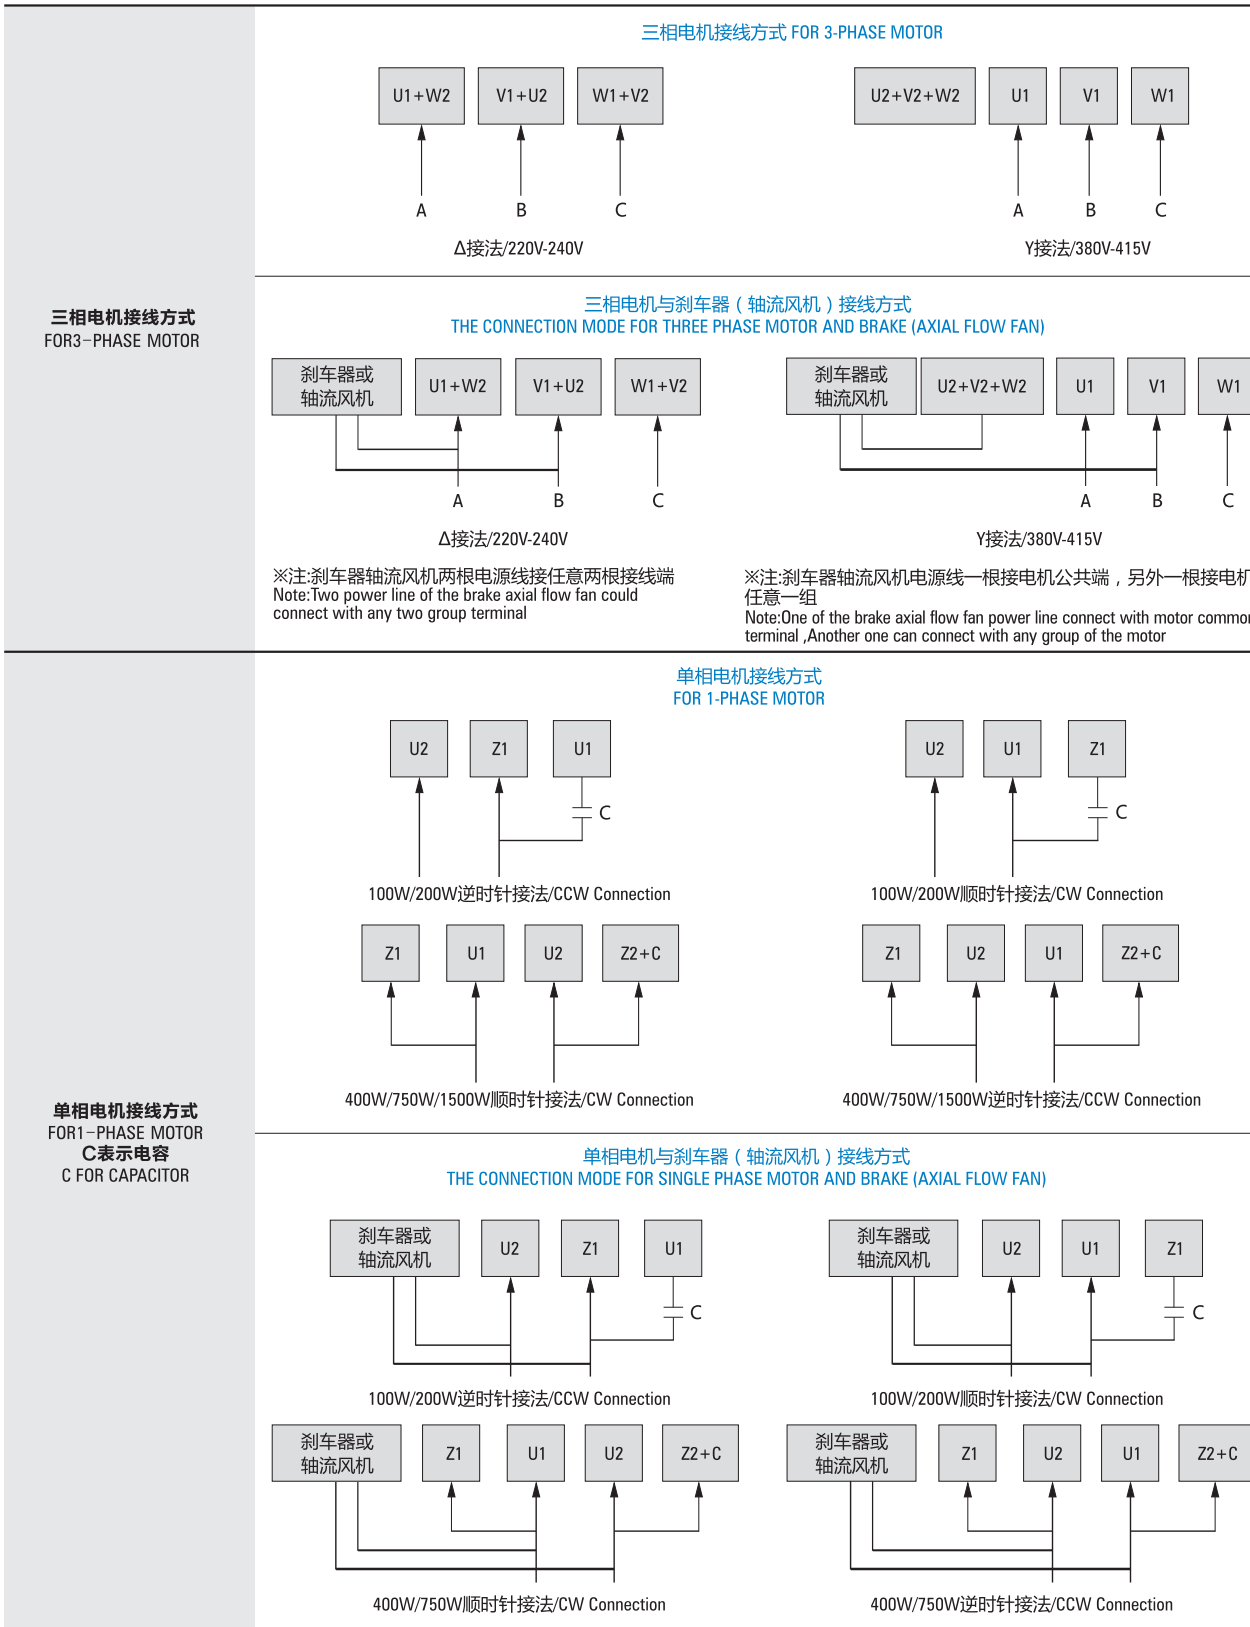 三相电机接线方式 FOR 3-PHASE MOTOR
U1+W2 V1+U2 W1+V2 U2+V2+W2 U1 V1 W1
A B C A B C
Δ接法/220V-240V Y接法/380V-415V
三相电机接线方式
FOR3-PHASE MOTOR
三相电机与刹车器（轴流风机）接线方式
THE CONNECTION MODE FOR THREE PHASE MOTOR AND BRAKE (AXIAL FLOW FAN)
刹车器或
轴流风机
U1+W2 V1+U2 W1+V2
刹车器或
轴流风机
U2+V2+W2 U1 V1 W1
A B C A B C
Δ接法/220V-240V Y接法/380V-415V
※注:刹车器轴流风机两根电源线接任意两根接线端
Note:Two power line of the brake axial flow fan could
connect with any two group terminal
※注:刹车器轴流风机电源线一根接电机公共端，另外一根接电机
任意一组
Note:One of the brake axial flow fan power line connect with motor common
terminal ,Another one can connect with any group of the motor
单相电机接线方式
FOR 1-PHASE MOTOR
U2 Z1 U1 U2 U1 Z1
C C
100W/200W逆时针接法/CCW Connection 100W/200W顺时针接法/CW Connection
Z1 U1 U2 Z2+C Z1 U2 U1 Z2+C
400W/750W/1500W顺时针接法/CW Connection 400W/750W/1500W逆时针接法/CCW Connection
单相电机接线方式
FOR1-PHASE MOTOR
C表示电容
C FOR CAPACITOR
单相电机与刹车器（轴流风机）接线方式
THE CONNECTION MODE FOR SINGLE PHASE MOTOR AND BRAKE (AXIAL FLOW FAN)
刹车器或
轴流风机
U2 Z1 U1
刹车器或
轴流风机
U2 U1 Z1
C C
100W/200W逆时针接法/CCW Connection 100W/200W顺时针接法/CW Connection
刹车器或
轴流风机
Z1 U1 U2 Z2+C
刹车器或
轴流风机
Z1 U2 U1 Z2+C
400W/750W顺时针接法/CW Connection 400W/750W逆时针接法/CCW Connection